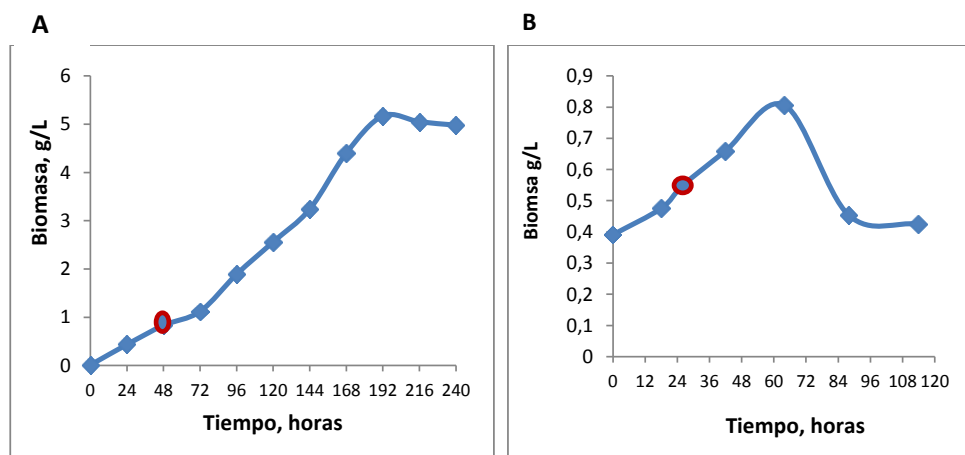 A
Biomasa, g/L
6
5
4
3
2
1
0
0 24 48 72 96 120 144 168 192 216 240
Tiempo, horas
B
Biomsa g/L
0,9
0,8
0,7
0,6
0,5
0,4
0,3
0,2
0,1
0
0 12 24 36 48 60 72 84 96 108 120
Tiempo, horas